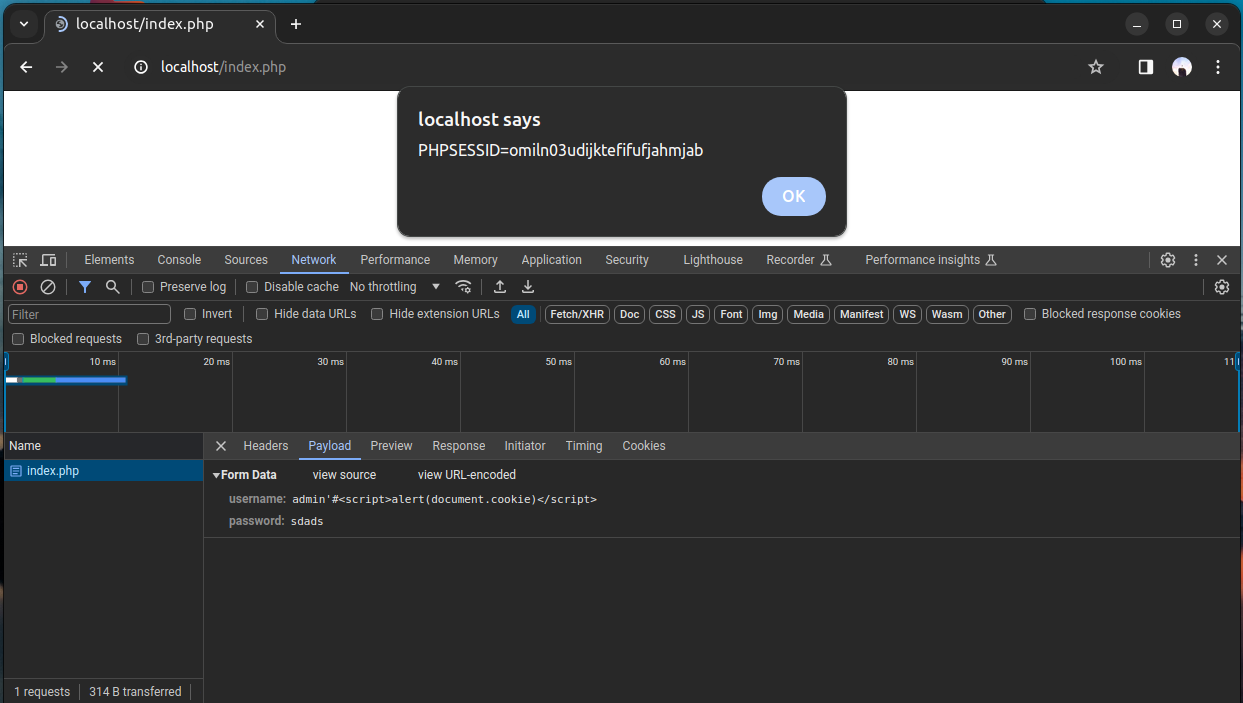 localhost/index.php
localhost/index.php
localhost says
PHPSESSID=omiln03udijktefifufjahmjab
OK
Elements Console Sources Network Performance Memory Application Security Lighthouse Recorder Performance insights
Preserve log Disable cache No throttling
Filter Invert Hide data URLs Hide extension URLs All Fetch/XHR Doc CSS JS Font Img Media Manifest WS Wasm Other Blocked response cookies
Blocked requests 3rd-party requests
10 ms 20 ms 30 ms 40 ms 50 ms 60 ms 70 ms 80 ms 90 ms 100 ms
Name Headers Payload Preview Response Initiator Timing Cookies
index.php
Form Data view source view URL-encoded
username: admin'#<script>alert(document.cookie)</script>
password: sdads
1 requests 314 B transferred